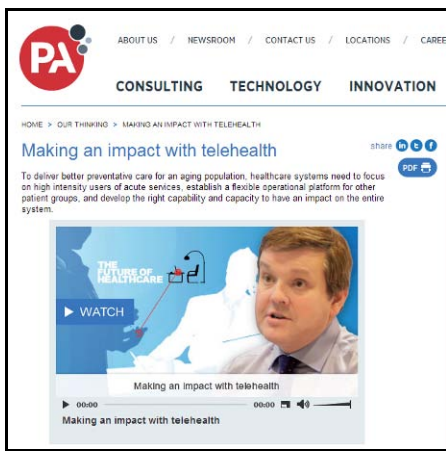 PA
ABOUT US / NEWSROOM / CONTACT US / LOCATIONS / CAREE
CONSULTING TECHNOLOGY INNOVATION
HOME > OUR THINKING > MAKING AN IMPACT WITH TELEHEALTH
Making an impact with telehealth
share in t f
PDF
To deliver better preventative care for an aging population, healthcare systems need to focus
on high intensity users of acute services, establish a flexible operational platform for other
patient groups, and develop the right capability and capacity to have an impact on the entire
system.
THE
FUTURE OF
HEALTHCARE
WATCH
Making an impact with telehealth
00:00 00:00
Making an impact with telehealth